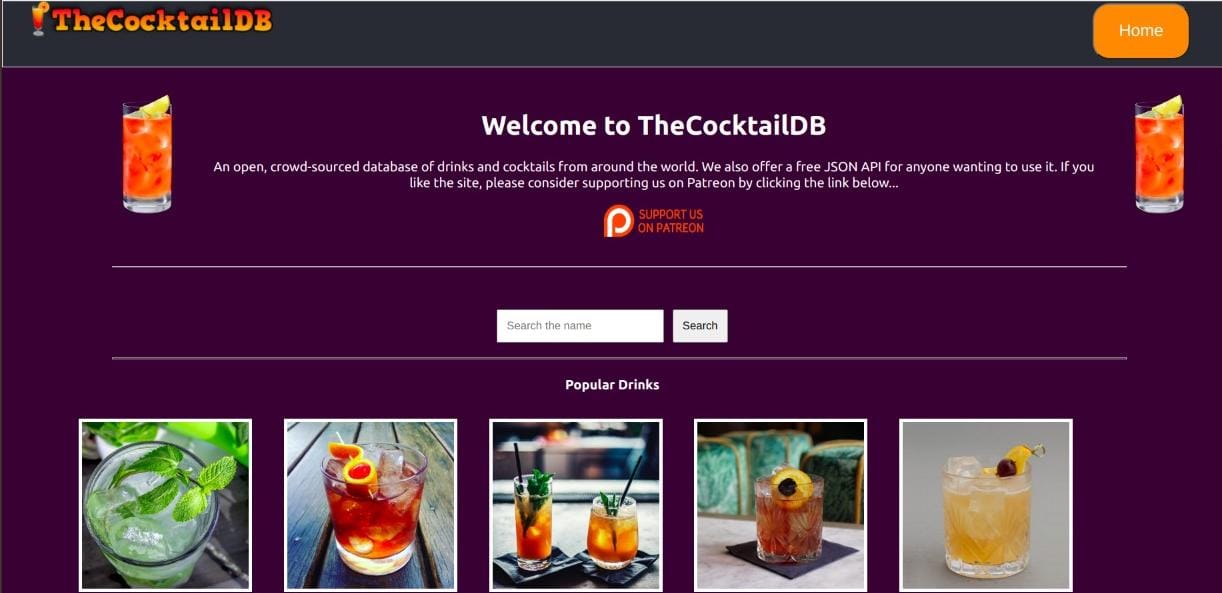 TheCocktailDB
Home
Welcome to TheCocktailDB
An open, crowd-sourced database of drinks and cocktails from around the world. We also offer a free JSON API for anyone wanting to use it. If you
like the site, please consider supporting us on Patreon by clicking the link below...
SUPPORT US
ON PATREON
Search the name
Search
Popular Drinks